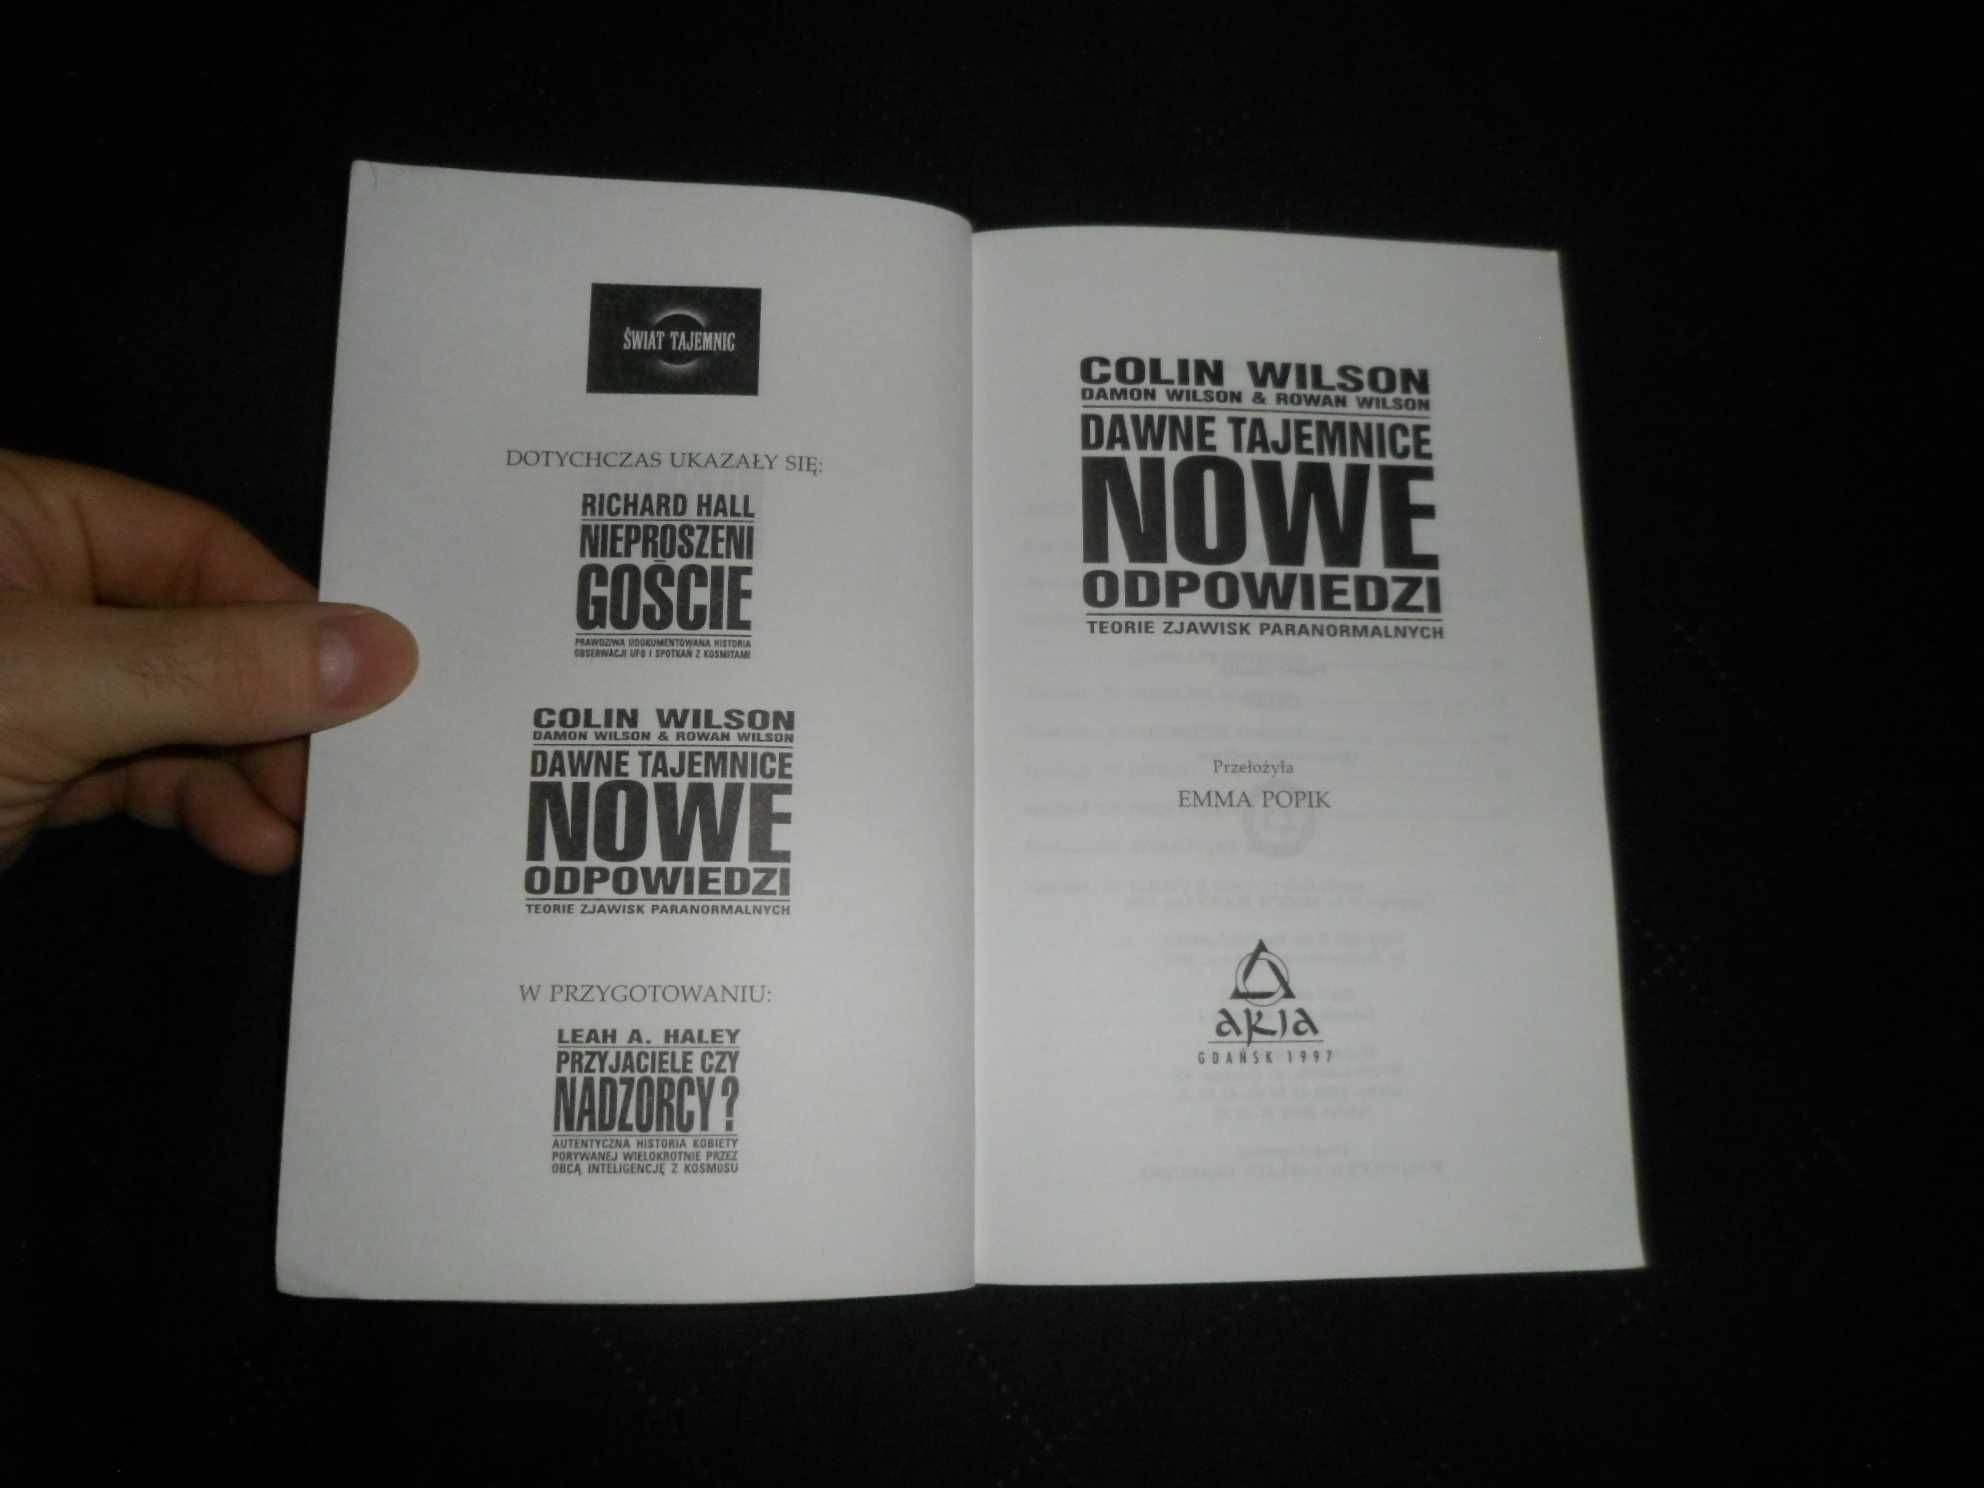 ŚWIAT TAJEMNIC
DOTYCHCZAS UKAZAŁY SIĘ:
RICHARD HALL
NIEPROSZENI
GOŚCIE
PRAWDZIWA UDOKUMENTOWANA HISTORIA
OBSERWACJI UFO I SPOTKAŃ Z KOSMITAMI
COLIN WILSON
DAMON WILSON & ROWAN WILSON
DAWNE TAJEMNICE
NOWE
ODPOWIEDZI
TEORIE ZJAWISK PARANORMALNYCH
W PRZYGOTOWANIU:
LEAH A. HALEY
PRZYJACIELE CZY
NADZORCY?
AUTENTYCZNA HISTORIA KOBIETY
PORYWANEJ WIELOKROTNIE PRZEZ
OBCĄ INTELIGENCJĘ Z KOSMOSU
COLIN WILSON
DAMON WILSON & ROWAN WILSON
DAWNE TAJEMNICE
NOWE
ODPOWIEDZI
TEORIE ZJAWISK PARANORMALNYCH
Przełożyła
EMMA POPIK
akia
GDAŃSK 1997